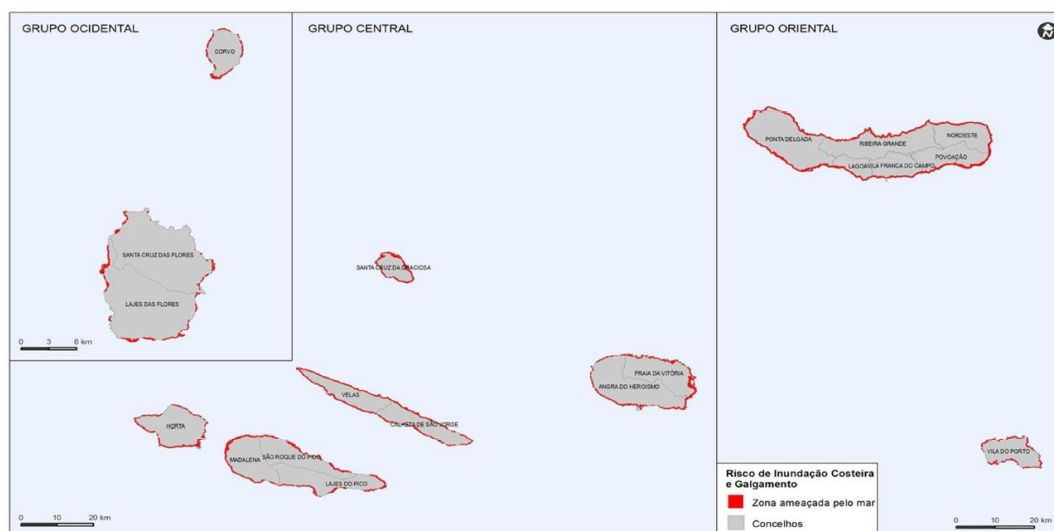 GRUPO OCIDENTAL
CORVO
SANTA CRUZ DAS FLORES
LAJES DAS FLORES
0 3 6 km
GRUPO CENTRAL
SANTA CRUZ DA GRACIOSA
PRAIA DA VITÓRIA
ANGRA DO HEROISMO
VELAS
CALHETA DE SÃO JORGE
HORTA
MADALENA
SÃO ROQUE DO PICO
LAJES DO PICO
0 10 20 km
GRUPO ORIENTAL
N
PONTA DELGADA
RIBEIRA GRANDE
NORDESTE
LAGOA
VILA FRANCA DO CAMPO
POVOAÇÃO
VILA DO PORTO
Risco de Inundação Costeira
e Galgamento
Zona ameaçada pelo mar
Concelhos
0 10 20 km